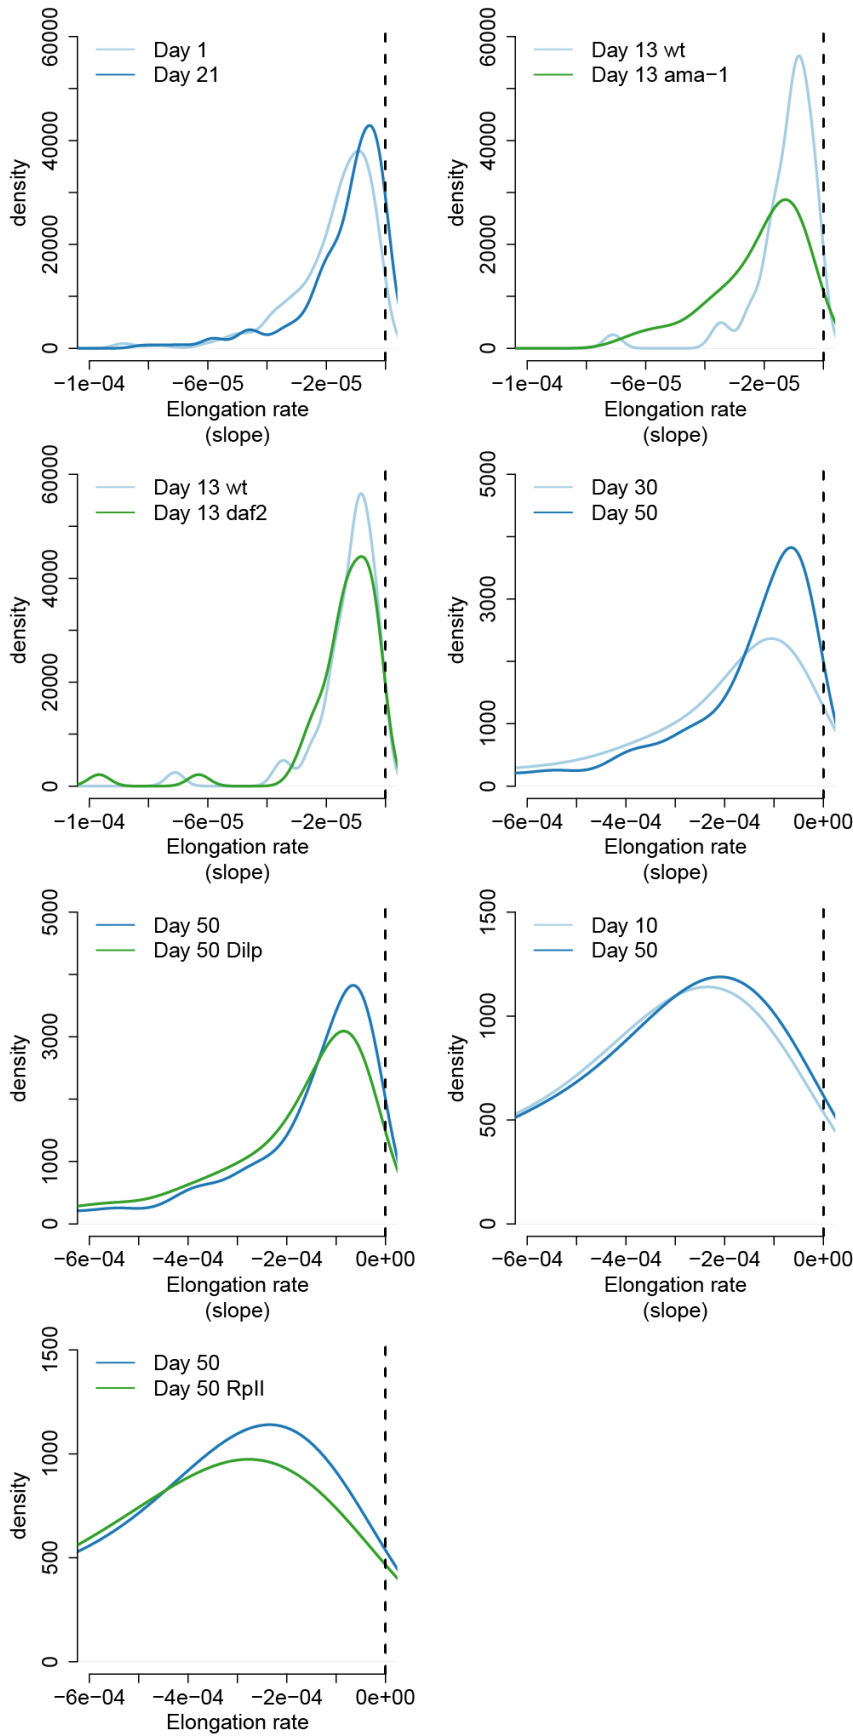 Day 1
Day 21
density
0
20000
40000
60000
−1e−04
−6e−05
−2e−05
Elongation rate
(slope)
Day 13 wt
Day 13 ama−1
density
0
20000
40000
60000
−1e−04
−6e−05
−2e−05
Elongation rate
(slope)
Day 13 wt
Day 13 daf2
density
0
20000
40000
60000
−1e−04
−6e−05
−2e−05
Elongation rate
(slope)
Day 30
Day 50
density
0
1000
3000
5000
−6e−04
−4e−04
−2e−04
0e+00
Elongation rate
(slope)
Day 50
Day 50 Dilp
density
0
1000
3000
5000
−6e−04
−4e−04
−2e−04
0e+00
Elongation rate
(slope)
Day 10
Day 50
density
0
500
1000
1500
−6e−04
−4e−04
−2e−04
0e+00
Elongation rate
(slope)
Day 50
Day 50 RpII
density
0
500
1000
1500
−6e−04
−4e−04
−2e−04
0e+00
Elongation rate